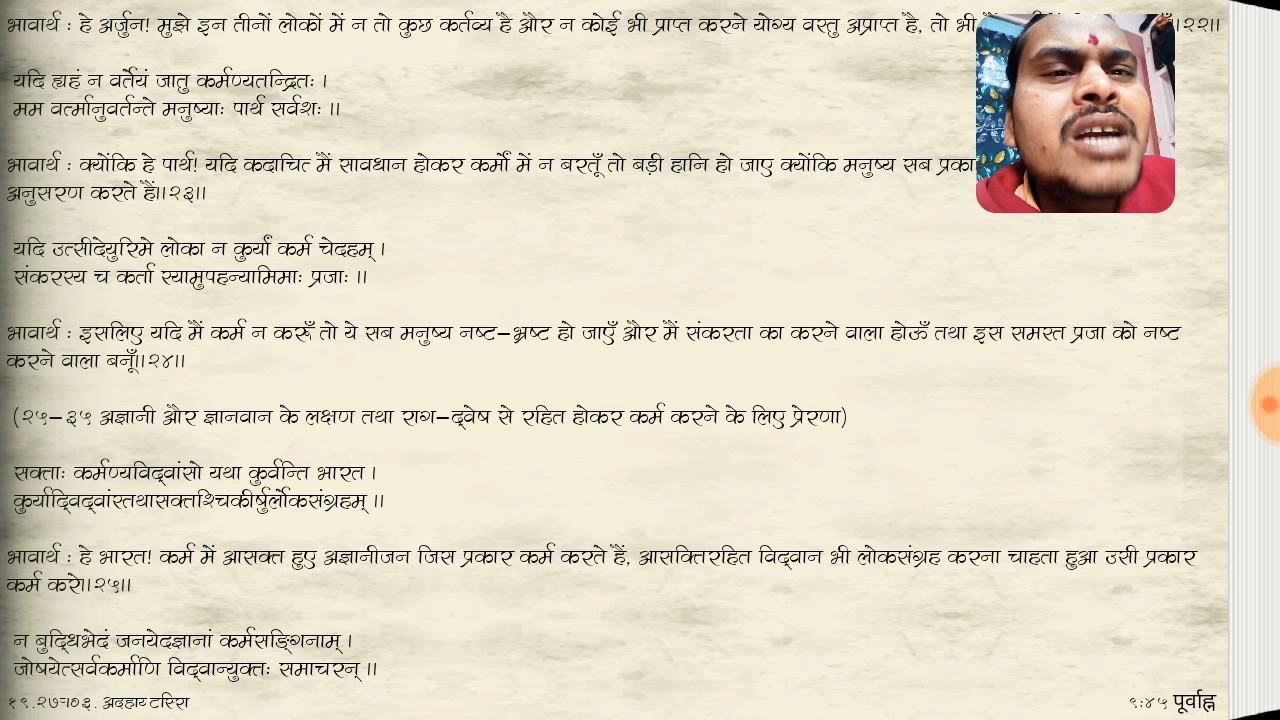 भावार्थ : हे अर्जुन! मुझे इन तीनों लोकों में न तो कुछ कर्तव्य है और न कोई भी प्राप्त करने योग्य वस्तु अप्राप्त है, तो भी ॥२२॥
यदि ह्यहं न वर्तेयं जातु कर्मण्यतन्द्रितः ।
मम वर्त्मानुवर्तन्ते मनुष्याः पार्थ सर्वशः ।।
भावार्थ : क्योंकि हे पार्थ! यदि कदाचित् मैं सावधान होकर कर्मों में न बरतूँ तो बड़ी हानि हो जाए क्योंकि मनुष्य सब
अनुसरण करते हैं॥२३॥
यदि उत्सीदेयुरिमे लोका न कुर्यां कर्म चेदहम् ।
संकरस्य च कर्ता स्यामुपहन्यामिमाः प्रजाः ।।
भावार्थ : इसलिए यदि मैं कर्म न करूँ तो ये सब मनुष्य नष्ट-भ्रष्ट हो जाएँ और मैं संकरता का करने वाला होऊँ तथा इस समस्त प्रजा को नष्ट
करने वाला बनूँ॥२४॥
(२५-३५ अज्ञानी और ज्ञानवान के लक्षण तथा राग-द्वेष से रहित होकर कर्म करने के लिए प्रेरणा)
सक्ताः कर्मण्यविद्वांसो यथा कुर्वन्ति भारत ।
कुर्याद्विद्वांस्तथासक्तश्चिकीर्षुर्लोकसंग्रहम् ।।
भावार्थ : हे भारत! कर्म में आसक्त हुए अज्ञानीजन जिस प्रकार कर्म करते हैं, आसक्तिरहित विद्वान भी लोकसंग्रह करना चाहता हुआ उसी प्रकार
कर्म करे॥२५॥
न बुद्धिभेदं जनयेदज्ञानां कर्मसङ्गिनाम् ।
जोषयेत्सर्वकर्माणि विद्वान्युक्तः समाचरन् ।।
९:४५ पूर्वाह्न